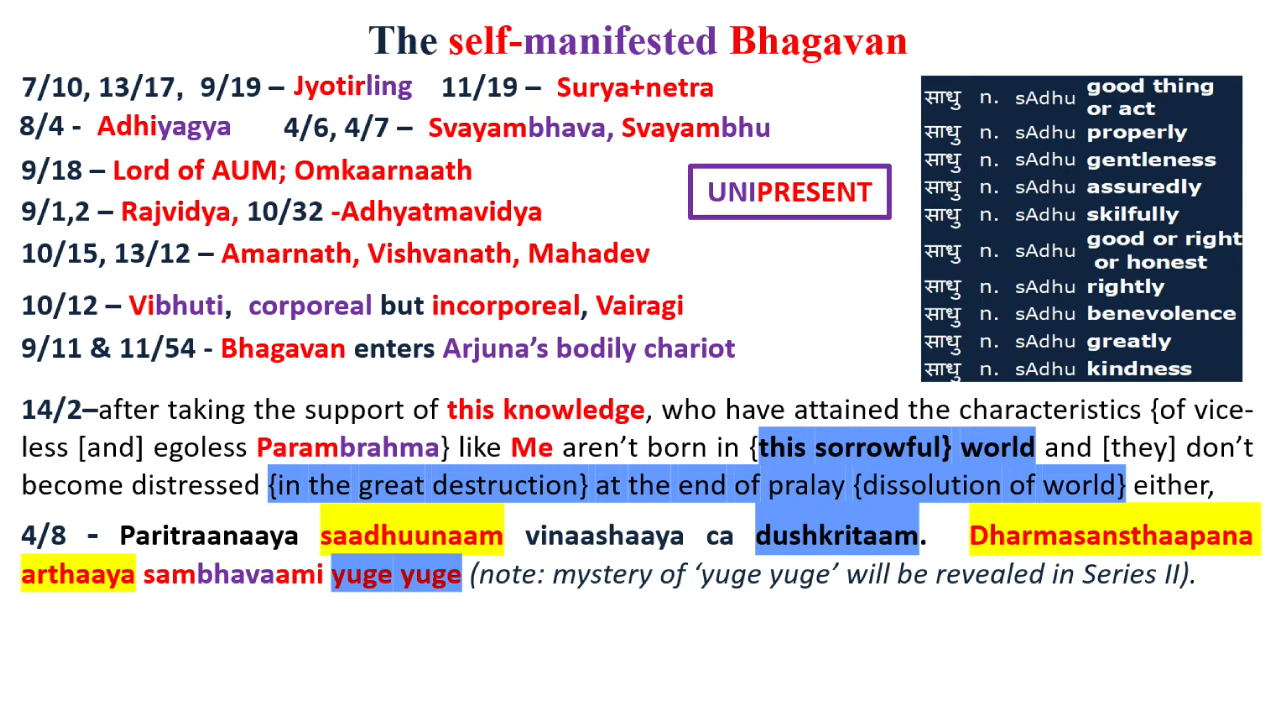 The self-manifested Bhagavan
7/10, 13/17, 9/19 – Jyotirling 11/19 – Surya+netra
8/4 - Adhiyagya 4/6, 4/7 – Svayambhava, Svayambhu
9/18 – Lord of AUM; Omkaarnaath
9/1,2 – Rajvidya, 10/32 -Adhyatmavidya
10/15, 13/12 – Amarnath, Vishvanath, Mahadev
10/12 – Vibhuti, corporeal but incorporeal, Vairagi
9/11 & 11/54 - Bhagavan enters Arjuna’s bodily chariot
UNIPRESENT
साधु n. sAdhu good thing
or act
साधु n. sAdhu properly
साधु n. sAdhu gentleness
साधु n. sAdhu assuredly
साधु n. sAdhu skilfully
साधु n. sAdhu good or right
or honest
साधु n. sAdhu rightly
साधु n. sAdhu benevolence
साधु n. sAdhu greatly
साधु n. sAdhu kindness
14/2–after taking the support of this knowledge, who have attained the characteristics {of vice-
less [and] egoless Parambrahma} like Me aren’t born in {this sorrowful} world and [they] don’t
become distressed {in the great destruction} at the end of pralay {dissolution of world} either,
4/8 - Paritraanaaya saadhuunaam vinaashaaya ca dushkritaam. Dharmasansthaapana
arthaaya sambhavaami yuge yuge (note: mystery of ‘yuge yuge’ will be revealed in Series II).